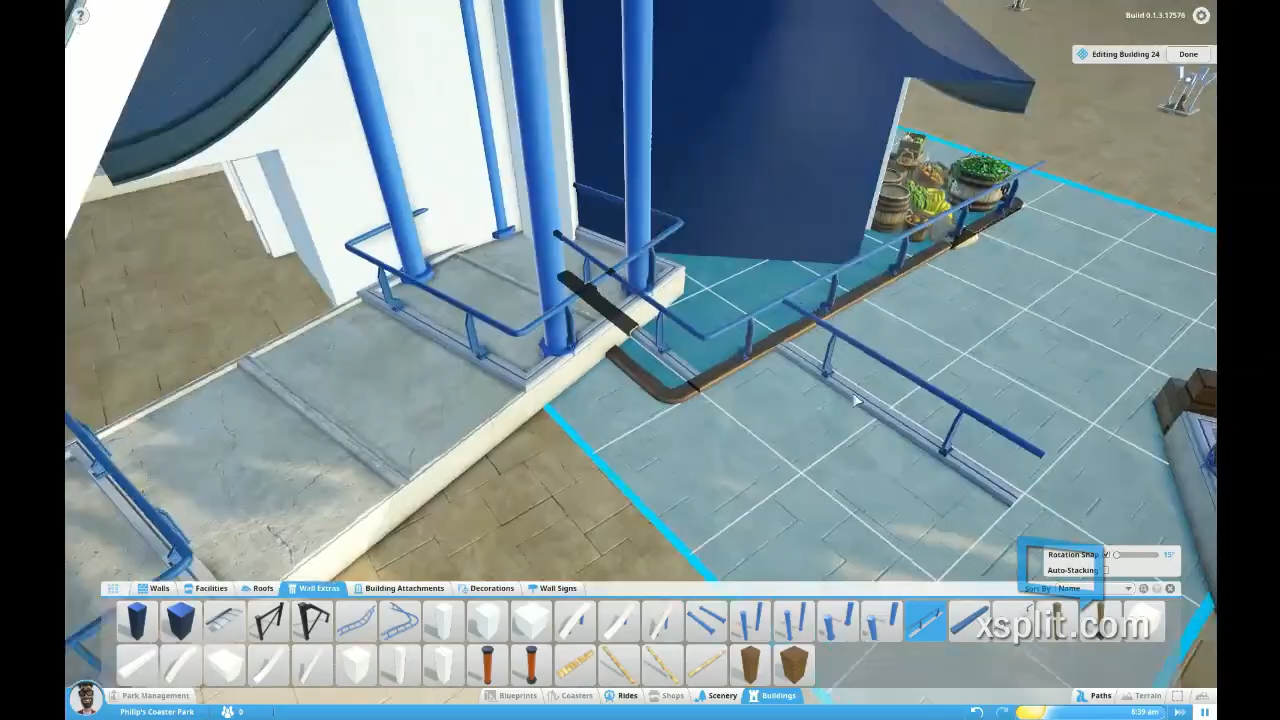 Build 0.1.3.17576
Editing Building 24 Done
Rotation Snap 15°
Auto-Stacking
Sort By Name
Walls Facilities Roofs Wall Extras Building Attachments Decorations Wall Signs
xsplit.com
Park Management Blueprints Coasters Rides Shops Scenery Buildings Paths Terrain
Philip's Coaster Park 0 8:39 am